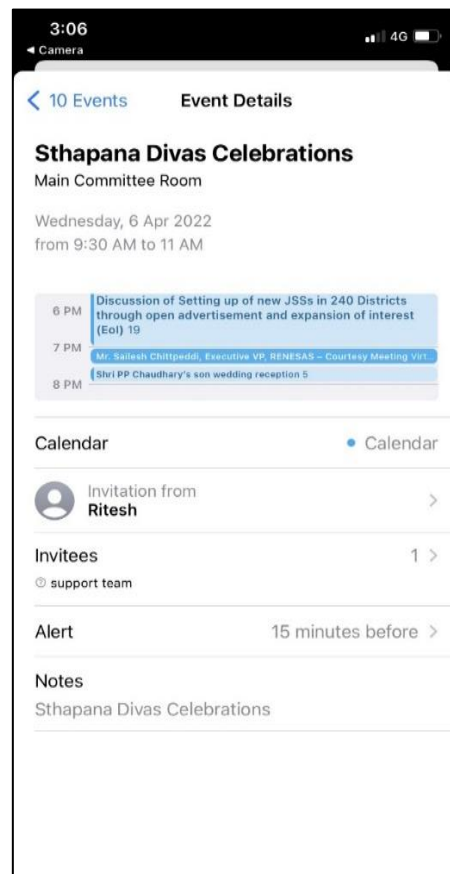 3:06
4G
◀ Camera
10 Events
Event Details
Sthapana Divas Celebrations
Main Committee Room
Wednesday, 6 Apr 2022
from 9:30 AM to 11 AM
6 PM
Discussion of Setting up of new JSSs in 240 Districts
through open advertisement and expansion of interest
(EoI) 19
7 PM
Mr. Sailesh Chittpeddi, Executive VP, RENESAS – Courtesy Meeting Virt...
Shri PP Chaudhary's son wedding reception 5
8 PM
Calendar
Calendar
Invitation from
Ritesh
Invitees
1
support team
Alert
15 minutes before
Notes
Sthapana Divas Celebrations